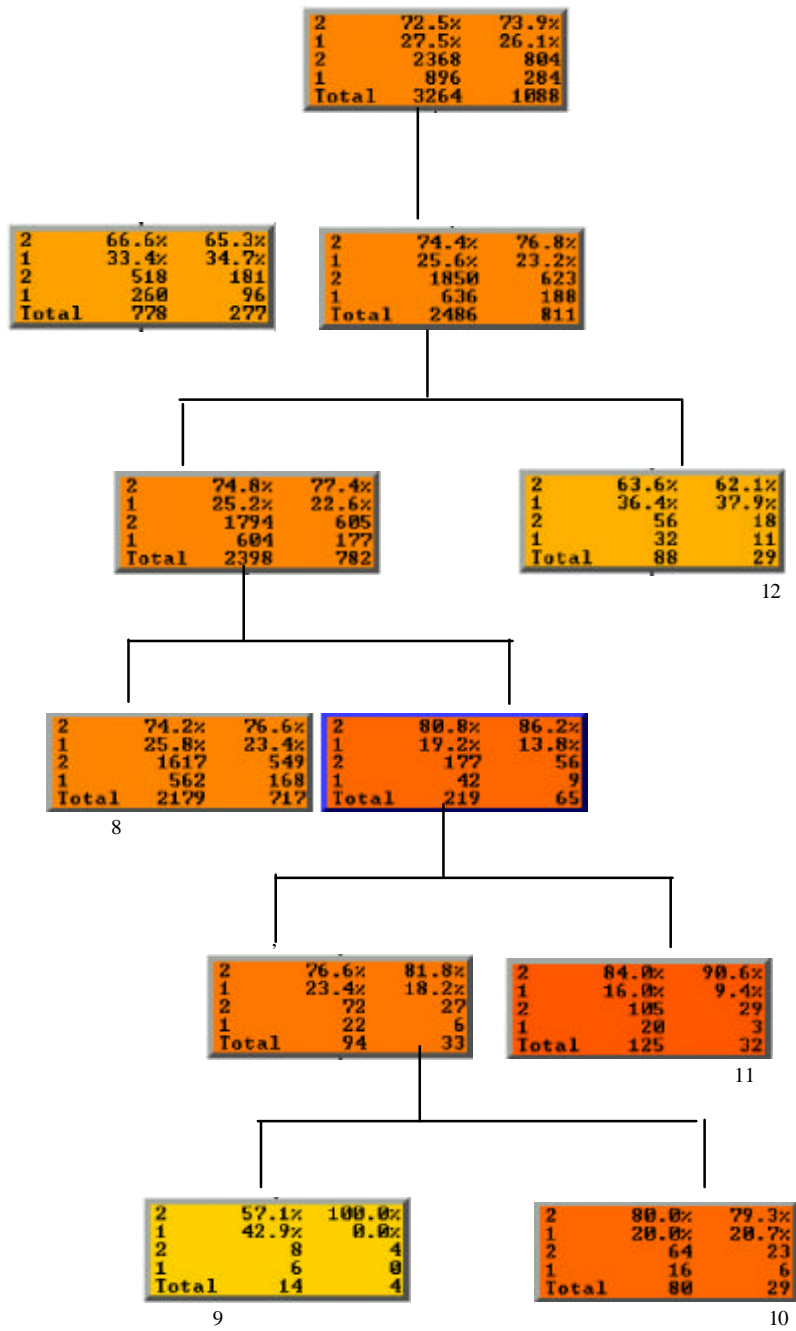 2 72.5% 73.9%
1 27.5% 26.1%
2 2368 804
1 896 284
Total 3264 1088
2 66.6% 65.3%
1 33.4% 34.7%
2 518 181
1 260 96
Total 778 277
2 74.4% 76.8%
1 25.6% 23.2%
2 1850 623
1 636 188
Total 2486 811
2 74.8% 77.4%
1 25.2% 22.6%
2 1794 605
1 604 177
Total 2398 782
2 63.6% 62.1%
1 36.4% 37.9%
2 56 18
1 32 11
Total 88 29
12
2 74.2% 76.6%
1 25.8% 23.4%
2 1617 549
1 562 168
Total 2179 717
8
2 80.8% 86.2%
1 19.2% 13.8%
2 177 56
1 42 9
Total 219 65
2 76.6% 81.8%
1 23.4% 18.2%
2 72 27
1 22 6
Total 94 33
2 84.0% 90.6%
1 16.0% 9.4%
2 105 29
1 20 3
Total 125 32
11
2 57.1% 100.0%
1 42.9% 0.0%
2 8 4
1 6 0
Total 14 4
9
2 80.0% 79.3%
1 20.0% 20.7%
2 64 23
1 16 6
Total 80 29
10